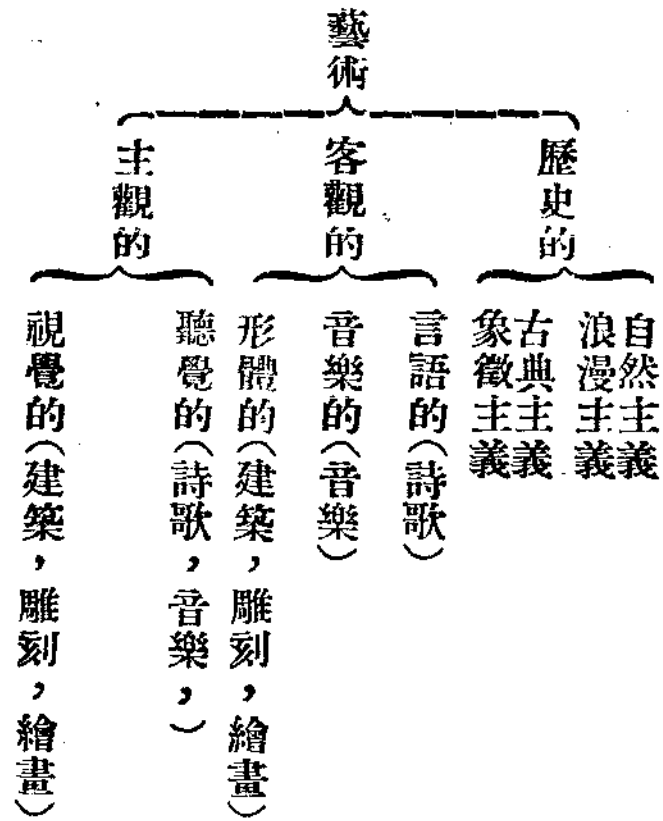 藝術
歷史的
客觀的
主觀的
自然主義
浪漫主義
古典主義
象徵主義
言語的(詩歌)
音樂的(音樂)
形體的(建築,雕刻,繪畫)
聽覺的(詩歌,音樂,)
視覺的(建築,雕刻,繪畫)